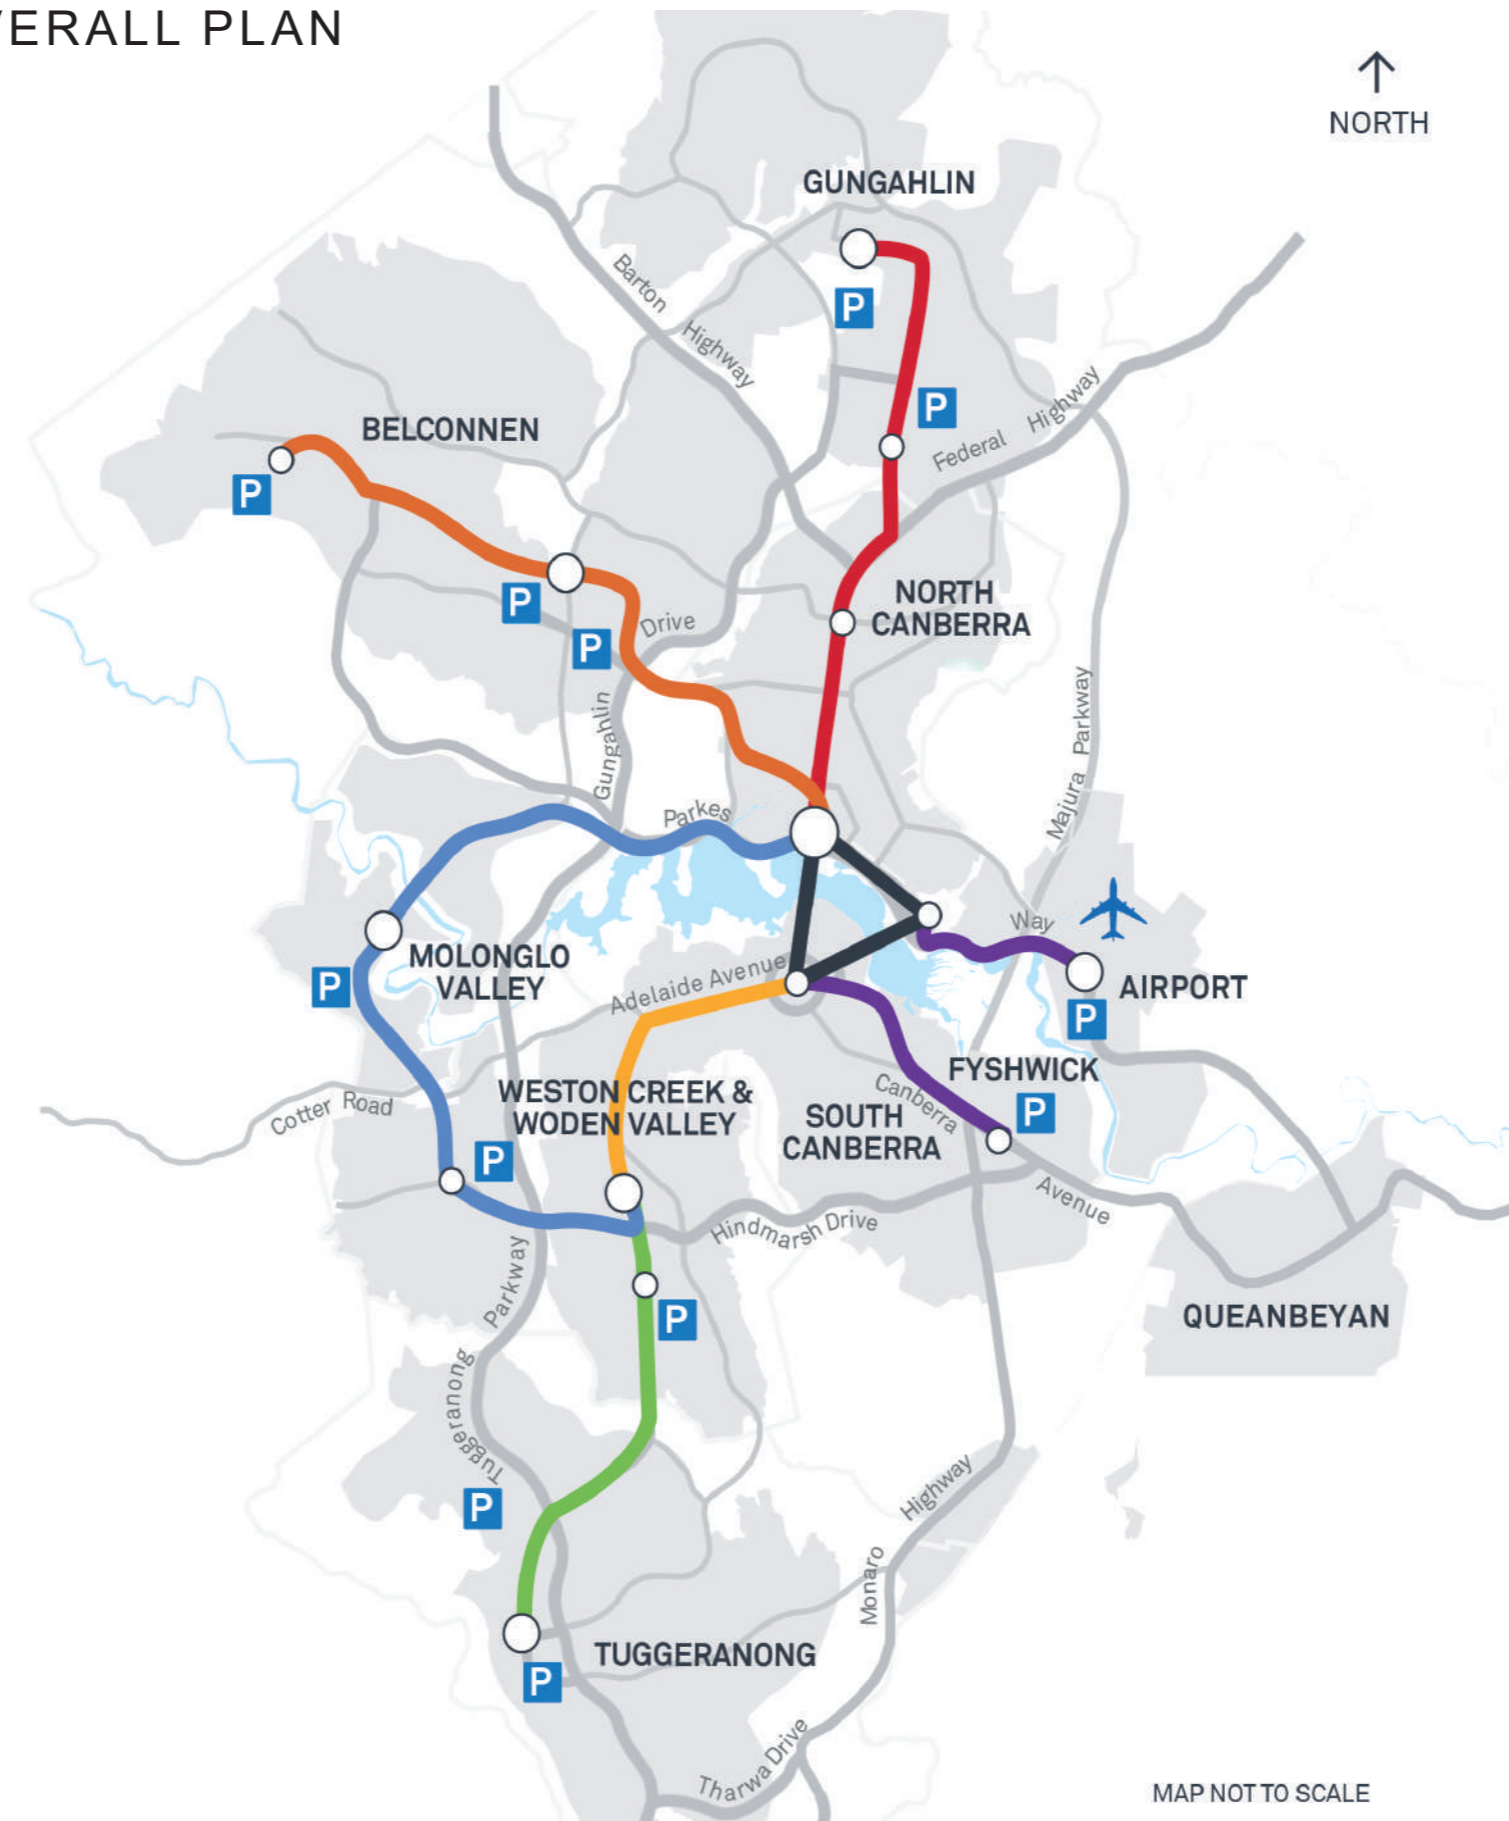 VERALL PLAN
NORTH
GUNGAHLIN
Barton
Highway
P
P
Federal Highway
BELCONNEN
P
P
P
Drive
Gungahlin
NORTH
CANBERRA
Majura Parkway
Parkes
Way
MOLONGLO
VALLEY
P
Adelaide Avenue
AIRPORT
P
Cotter Road
WESTON CREEK &
WODEN VALLEY
FYSHWICK
P
SOUTH
CANBERRA
Canberra
Avenue
P
Hindmarsh Drive
Parkway
Tuggeranong
P
QUEANBEYAN
P
Monaro
Highway
TUGGERANONG
P
Tharwa Drive
MAP NOT TO SCALE